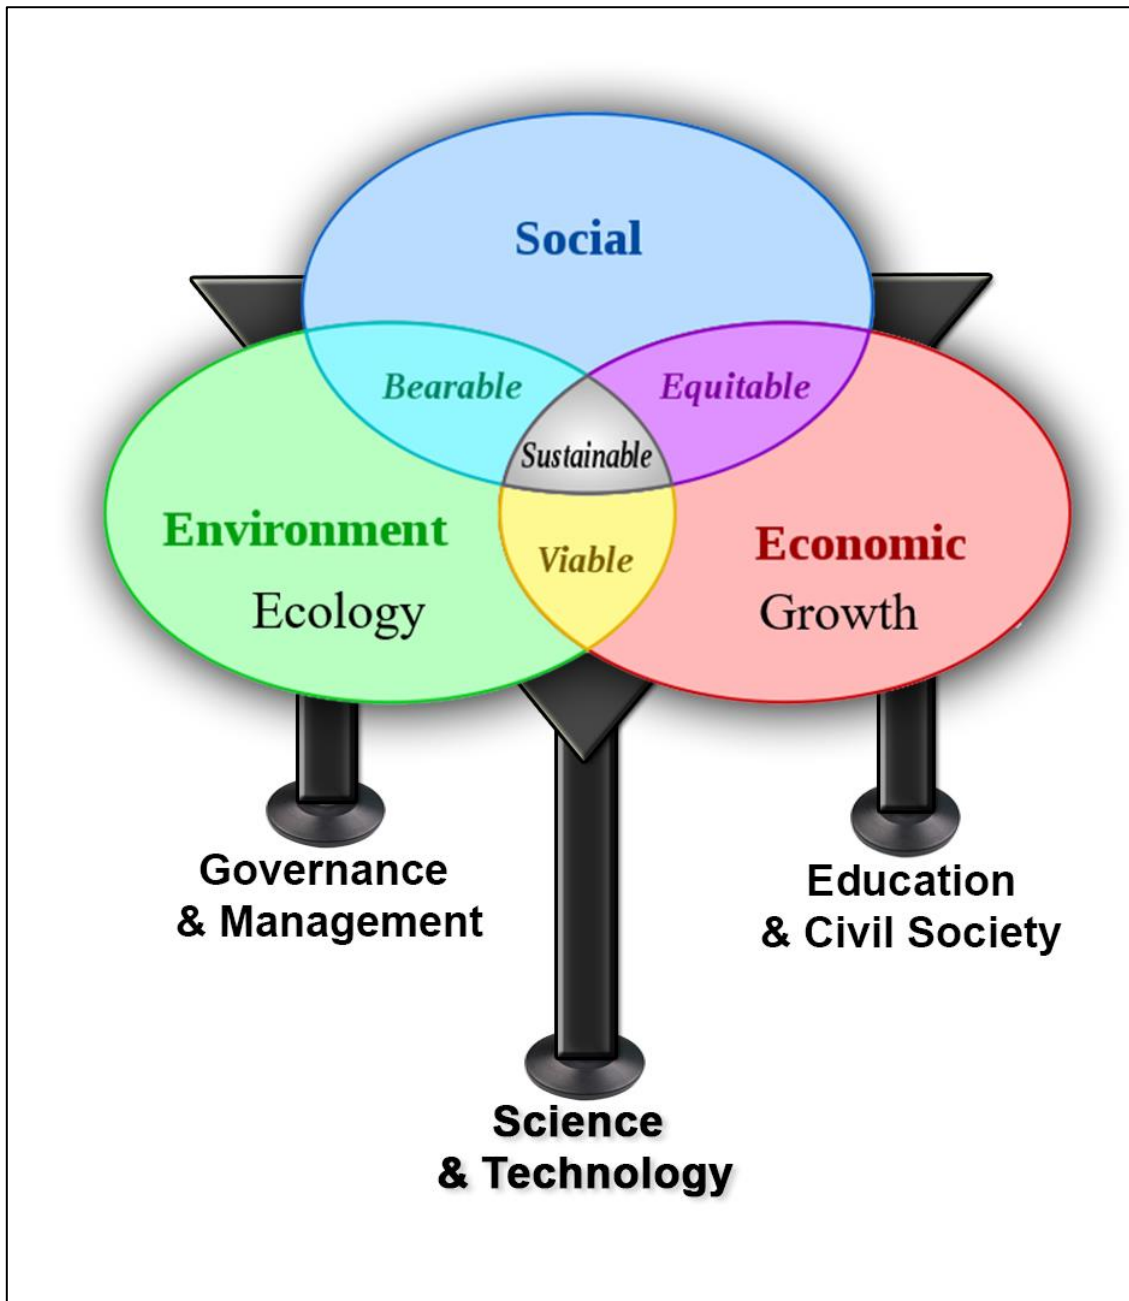 Social
Bearable
Equitable
Sustainable
Environment
Ecology
Viable
Economic
Growth
Governance
& Management
Education
& Civil Society
Science
& Technology